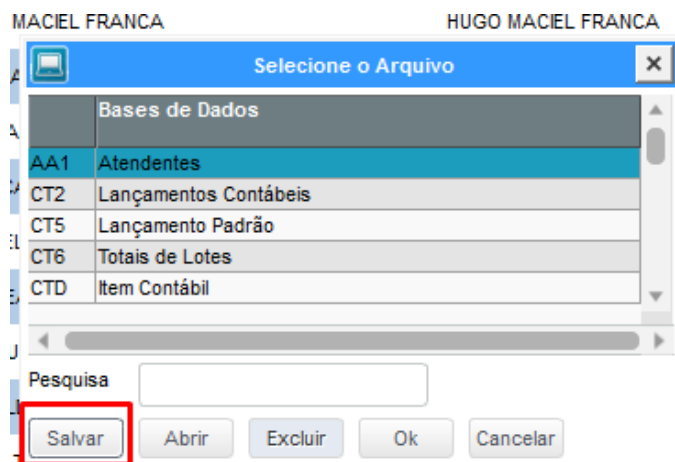 MACIEL FRANCA HUGO MACIEL FRANCA
Selecione o Arquivo
Bases de Dados
AA1 Atendentes
CT2 Lançamentos Contábeis
CT5 Lançamento Padrão
CT6 Totais de Lotes
CTD Item Contábil
Pesquisa
Salvar Abrir Excluir Ok Cancelar